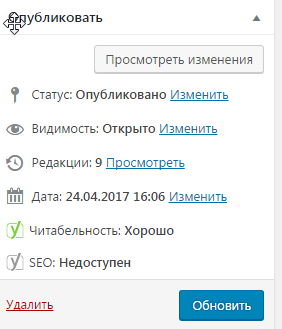 Опубликовать
Просмотреть изменения
Статус: Опубликовано Изменить
Видимость: Открыто Изменить
Редакции: 9 Просмотреть
Дата: 24.04.2017 16:06 Изменить
Читабельность: Хорошо
SEO: Недоступен
Удалить
Обновить